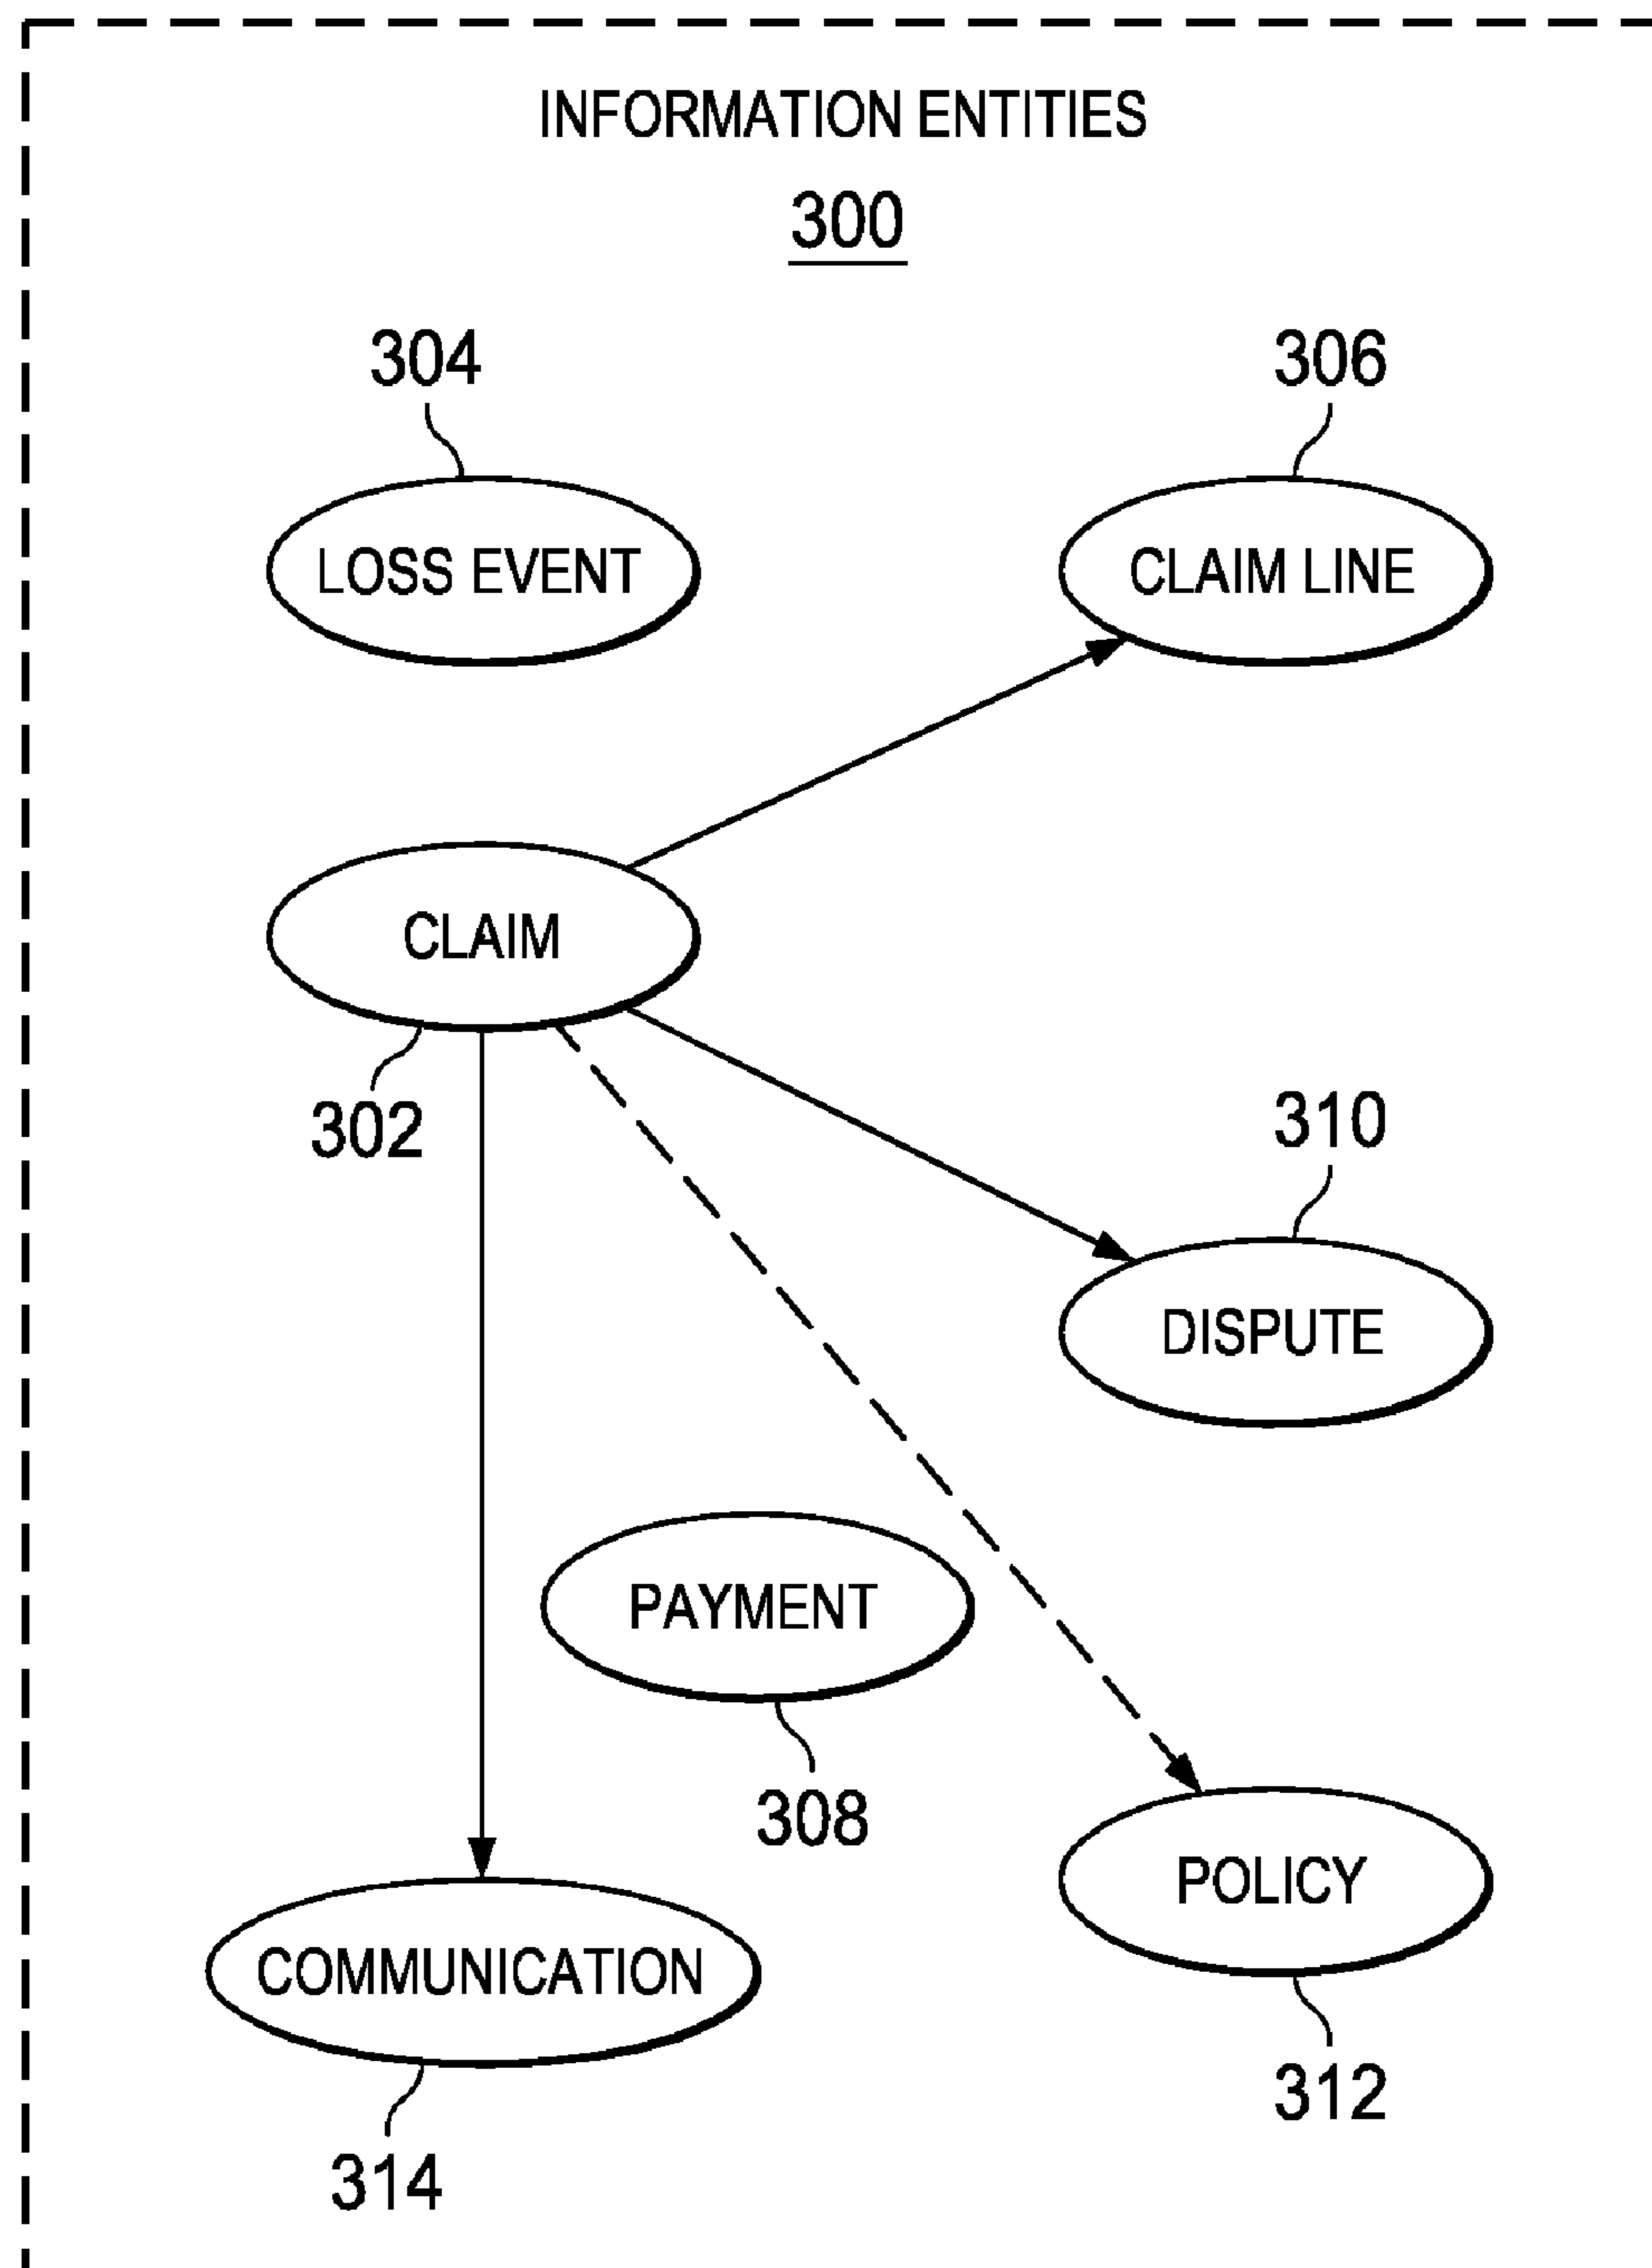 INFORMATION ENTITIES
300
304
306
LOSS EVENT
CLAIM LINE
CLAIM
302
310
DISPUTE
PAYMENT
308
POLICY
COMMUNICATION
312
314